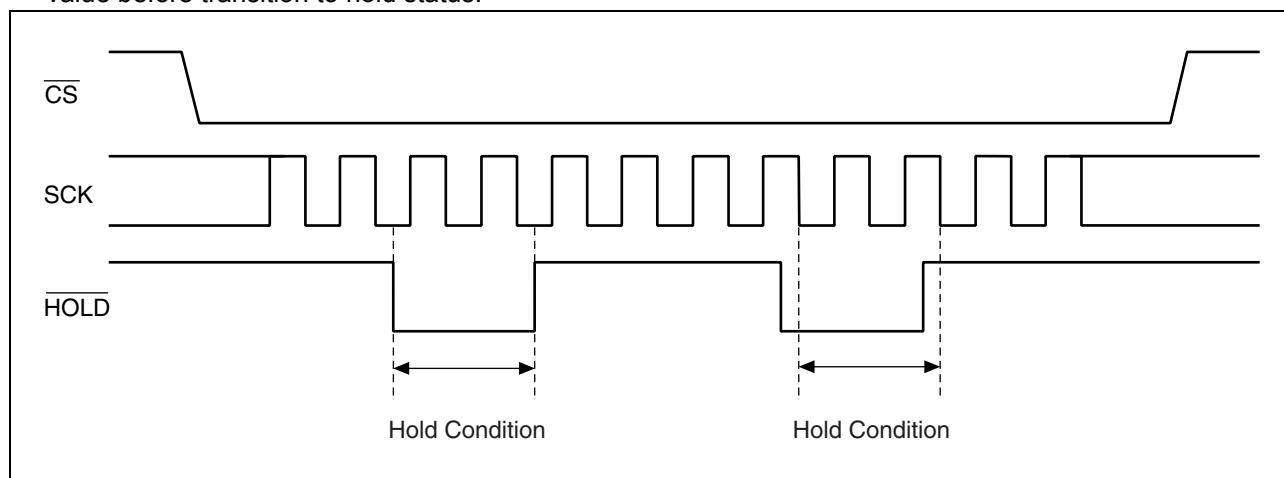 value before transition to hold status.
CS
SCK
HOLD
Hold Condition
Hold Condition